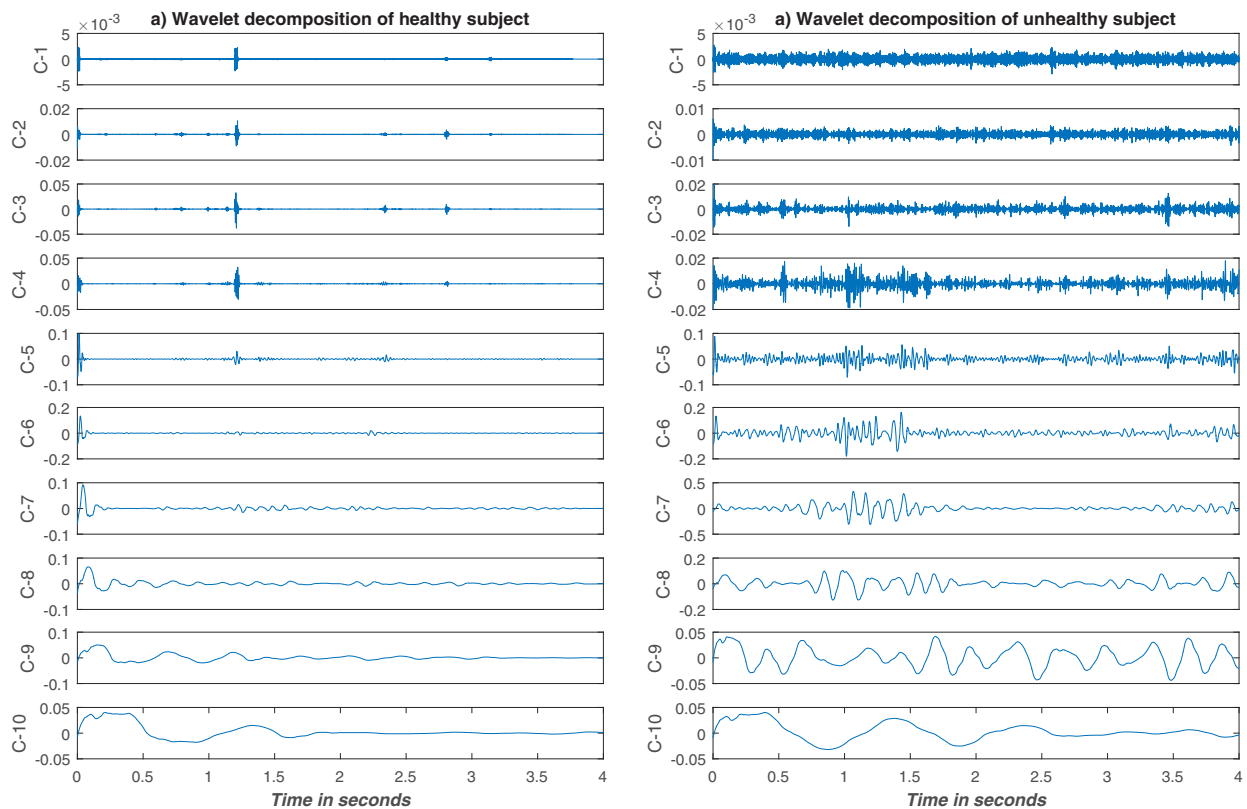 a) Wavelet decomposition of healthy subject
×10⁻³
5
0
-5
C-1
0.02
0
-0.02
C-2
0.05
0
-0.05
C-3
0.05
0
-0.05
C-4
0.1
0
-0.1
C-5
0.2
0
-0.2
C-6
0.1
0
-0.1
C-7
0.1
0
-0.1
C-8
0.1
0
-0.1
C-9
0.05
0
-0.05
C-10
0 0.5 1 1.5 2 2.5 3 3.5 4
Time in seconds
a) Wavelet decomposition of unhealthy subject
×10⁻³
5
0
-5
C-1
0.01
0
-0.01
C-2
0.02
0
-0.02
C-3
0.02
0
-0.02
C-4
0.1
0
-0.1
C-5
0.2
0
-0.2
C-6
0.5
0
-0.5
C-7
0.2
0
-0.2
C-8
0.05
0
-0.05
C-9
0.05
0
-0.05
C-10
0 0.5 1 1.5 2 2.5 3 3.5 4
Time in seconds